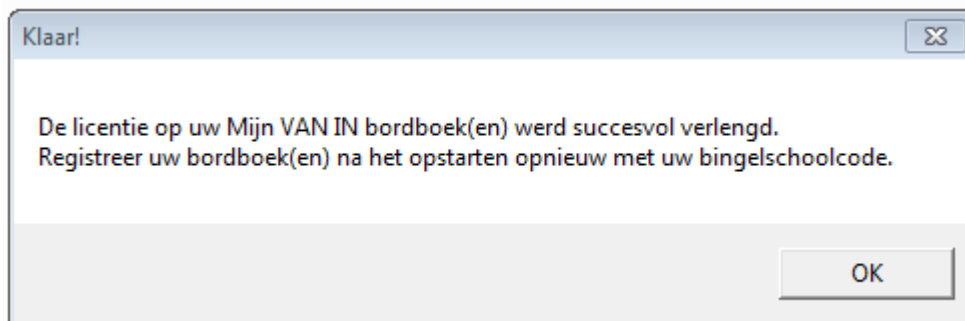 Klaar!
De licentie op uw Mijn VAN IN bordboek(en) werd succesvol verlengd.
Registreer uw bordboek(en) na het opstarten opnieuw met uw bingelschoolcode.
OK